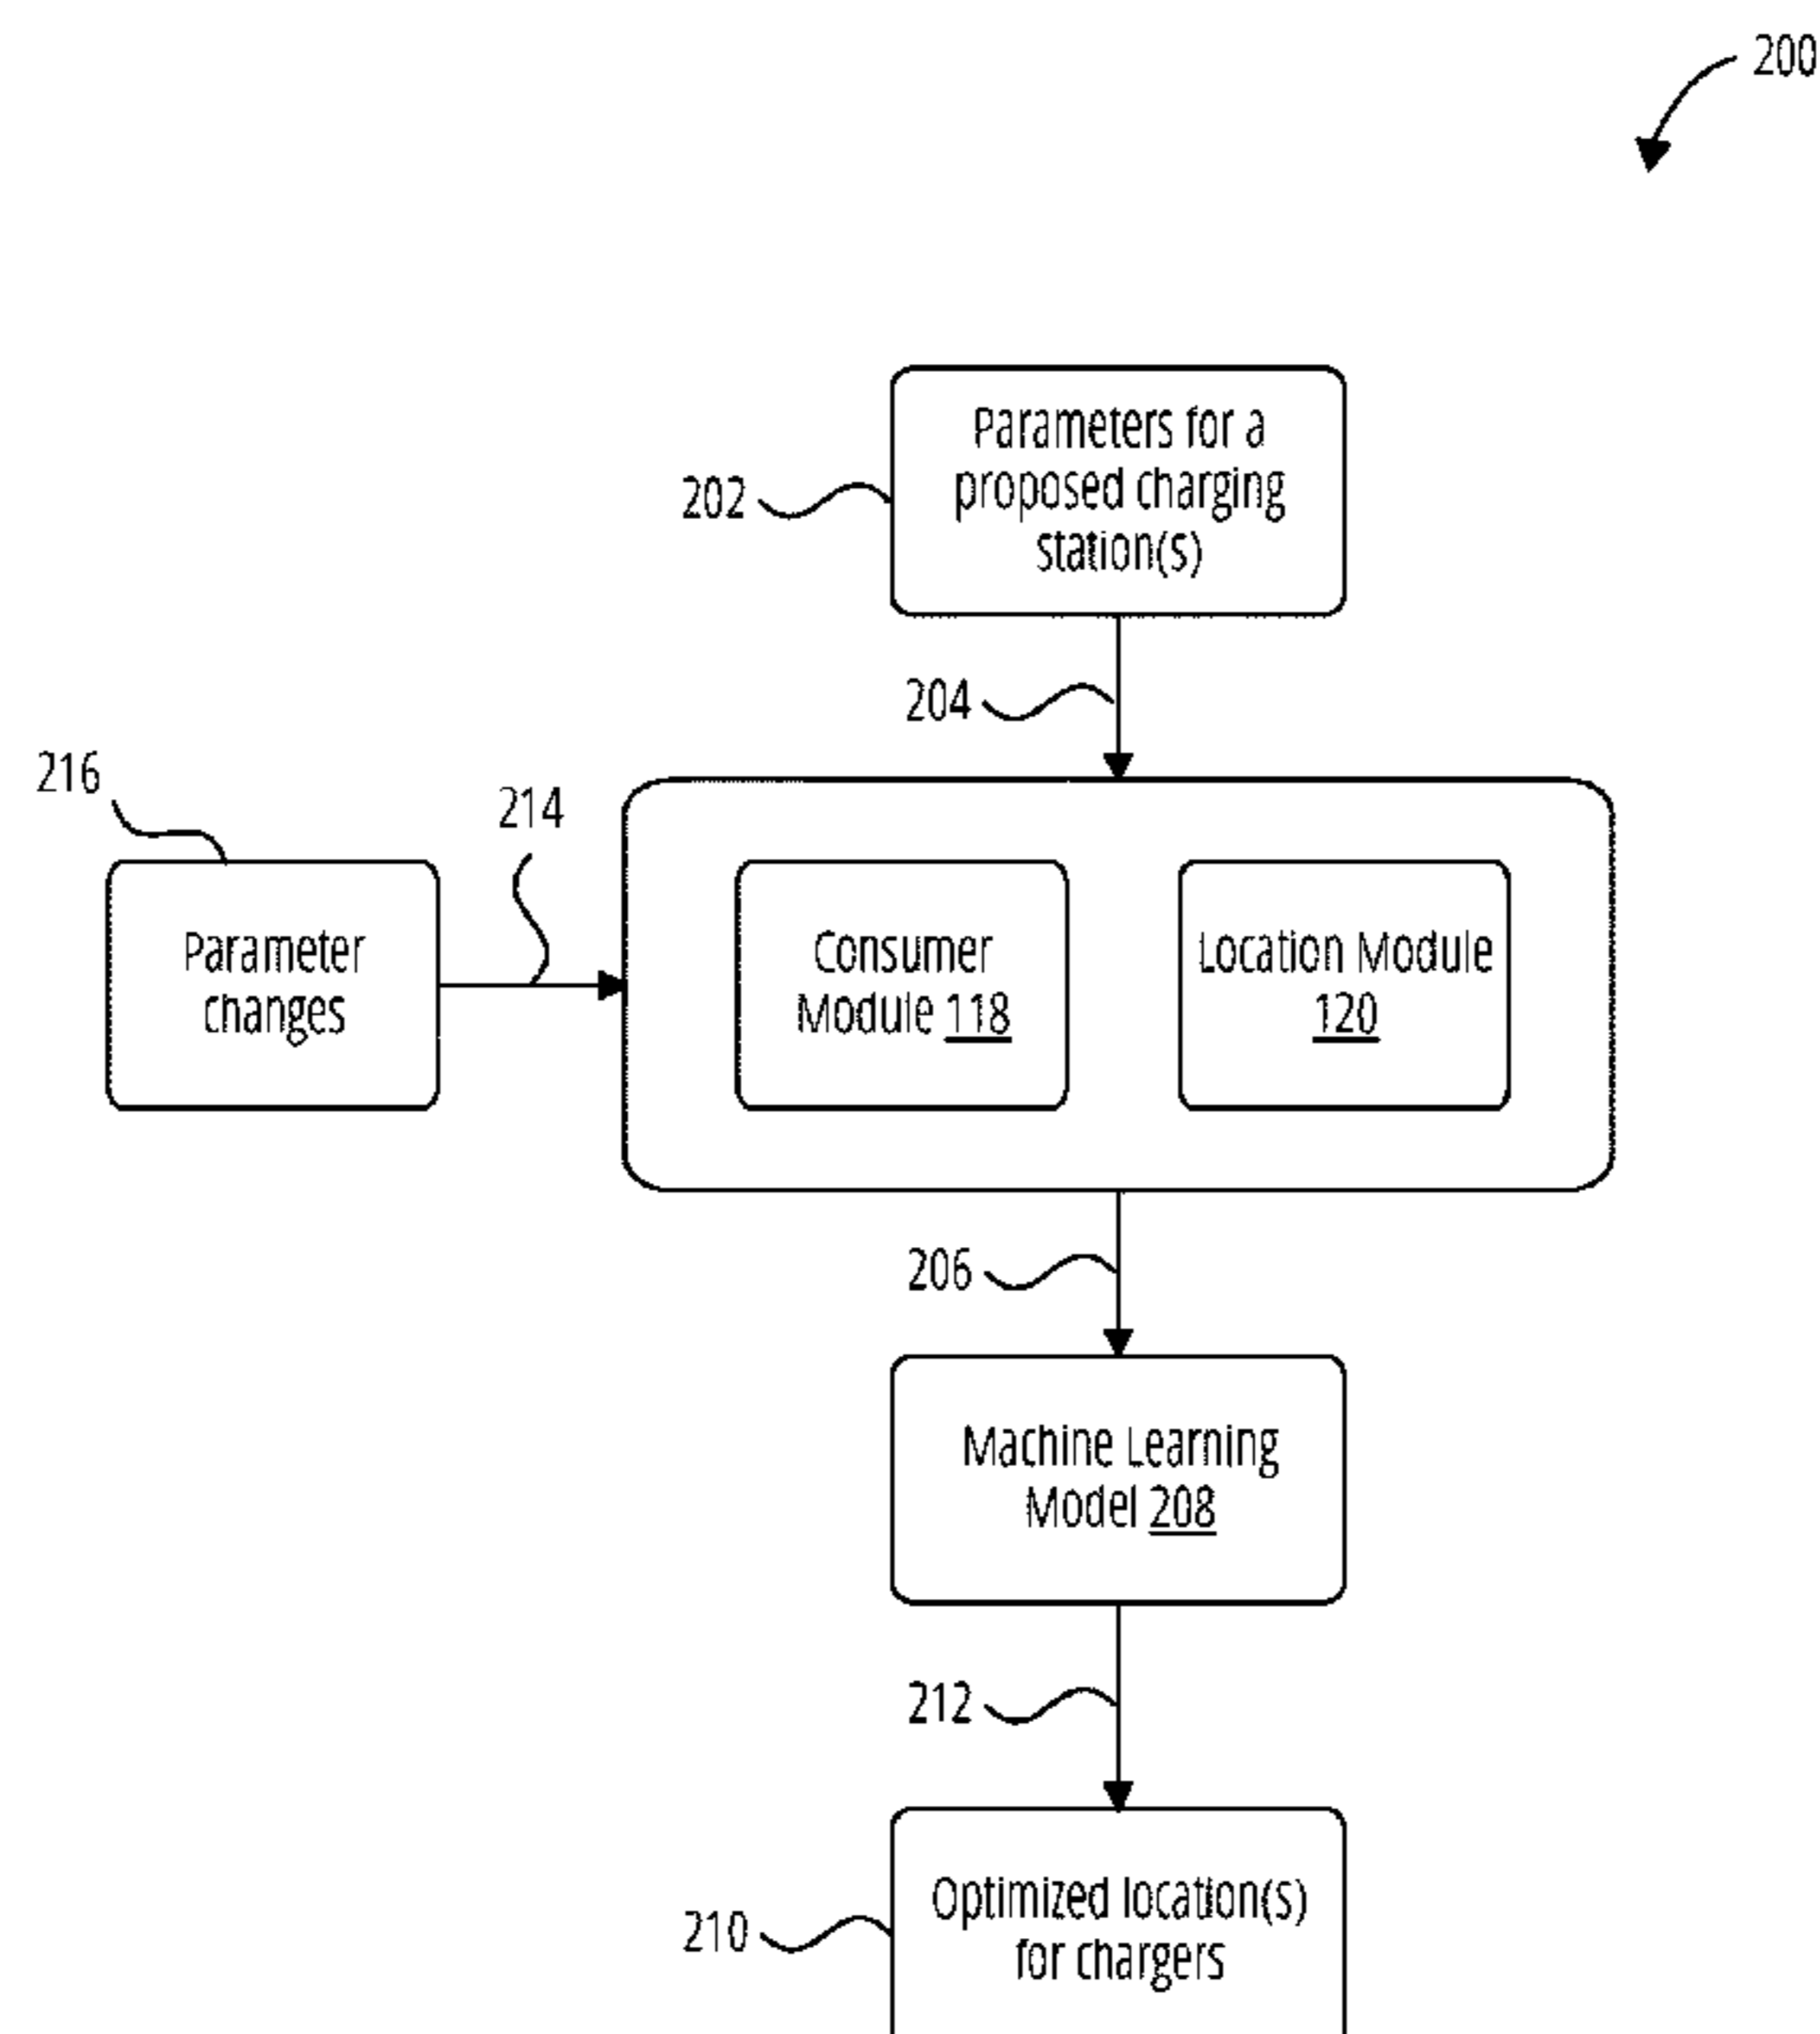 200
Parameters for a
proposed charging
station(s)
202
204
216
214
Parameter
changes
Consumer
Module 118
Location Module
120
206
Machine Learning
Model 208
212
Optimized location(s)
for chargers
210